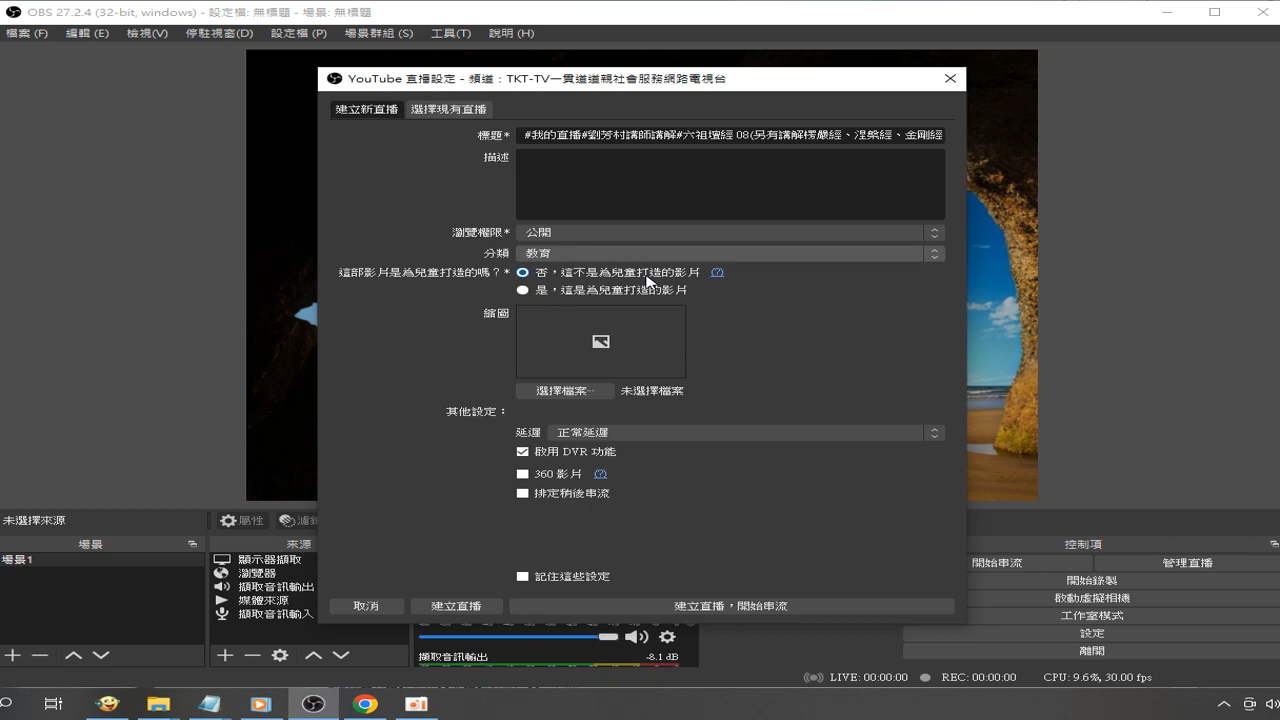 OBS 27.2.4 (32-bit, windows) - 設定檔: 無標題 - 場景: 無標題
檔案 (F) 編輯 (E) 檢視(V) 停駐視窗(D) 設定檔 (P) 場景群組 (S) 工具(T) 說明 (H)
YouTube 直播設定 - 頻道：TKT-TV一貫道道親社會服務網路電視台
建立新直播 選擇現有直播
標題* #我的直播#劉芳村講師講解#六祖壇經 08(另有講解楞嚴經、涅槃經、金剛經
描述
瀏覽權限* 公開
分類 教育
這部影片是為兒童打造的嗎？* 否，這不是為兒童打造的影片 (?)
是，這是為兒童打造的影片
縮圖
選擇檔案... 未選擇檔案
其他設定：
延遲 正常延遲
啟用 DVR 功能
360 影片 (?)
排定稍後串流
記住這些設定
取消 建立直播 建立直播，開始串流
未選擇來源 屬性
場景 來源 控制項
場景1
顯示器擷取
瀏覽器
擷取音訊輸出
媒體來源
擷取音訊輸入
擷取音訊輸出 -8.1 dB
開始串流 管理直播
開始錄製
啟動虛擬相機
工作室模式
設定
離開
LIVE: 00:00:00 REC: 00:00:00 CPU: 9.6%, 30.00 fps